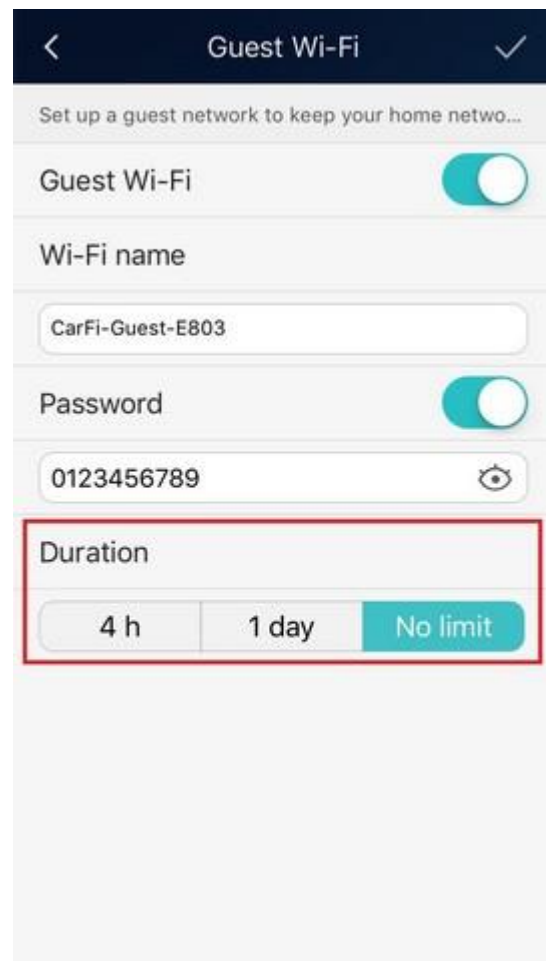 Guest Wi-Fi
Set up a guest network to keep your home netwo...
Guest Wi-Fi
Wi-Fi name
CarFi-Guest-E803
Password
0123456789
Duration
4 h 1 day No limit